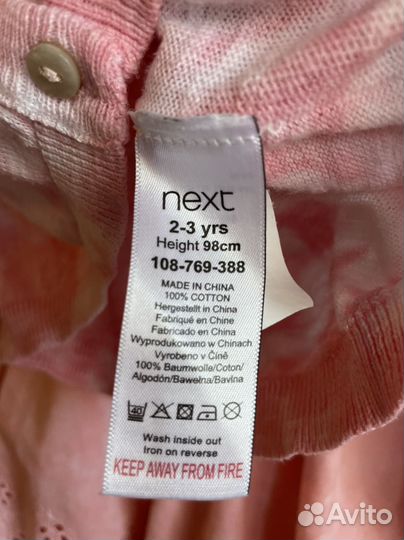 next
2-3 yrs
Height 98cm
108-769-388
MADE IN CHINA
100% COTTON
Hergestellt in China
Fabriqué en Chine
Fabricado en China
Wyprodukowano w Chinach
Vyrobeno v Číně
100% Baumwolle/Coton/
Algodón/Bawełna/Bavlna
40
Wash inside out
Iron on reverse
KEEP AWAY FROM FIRE
Avito